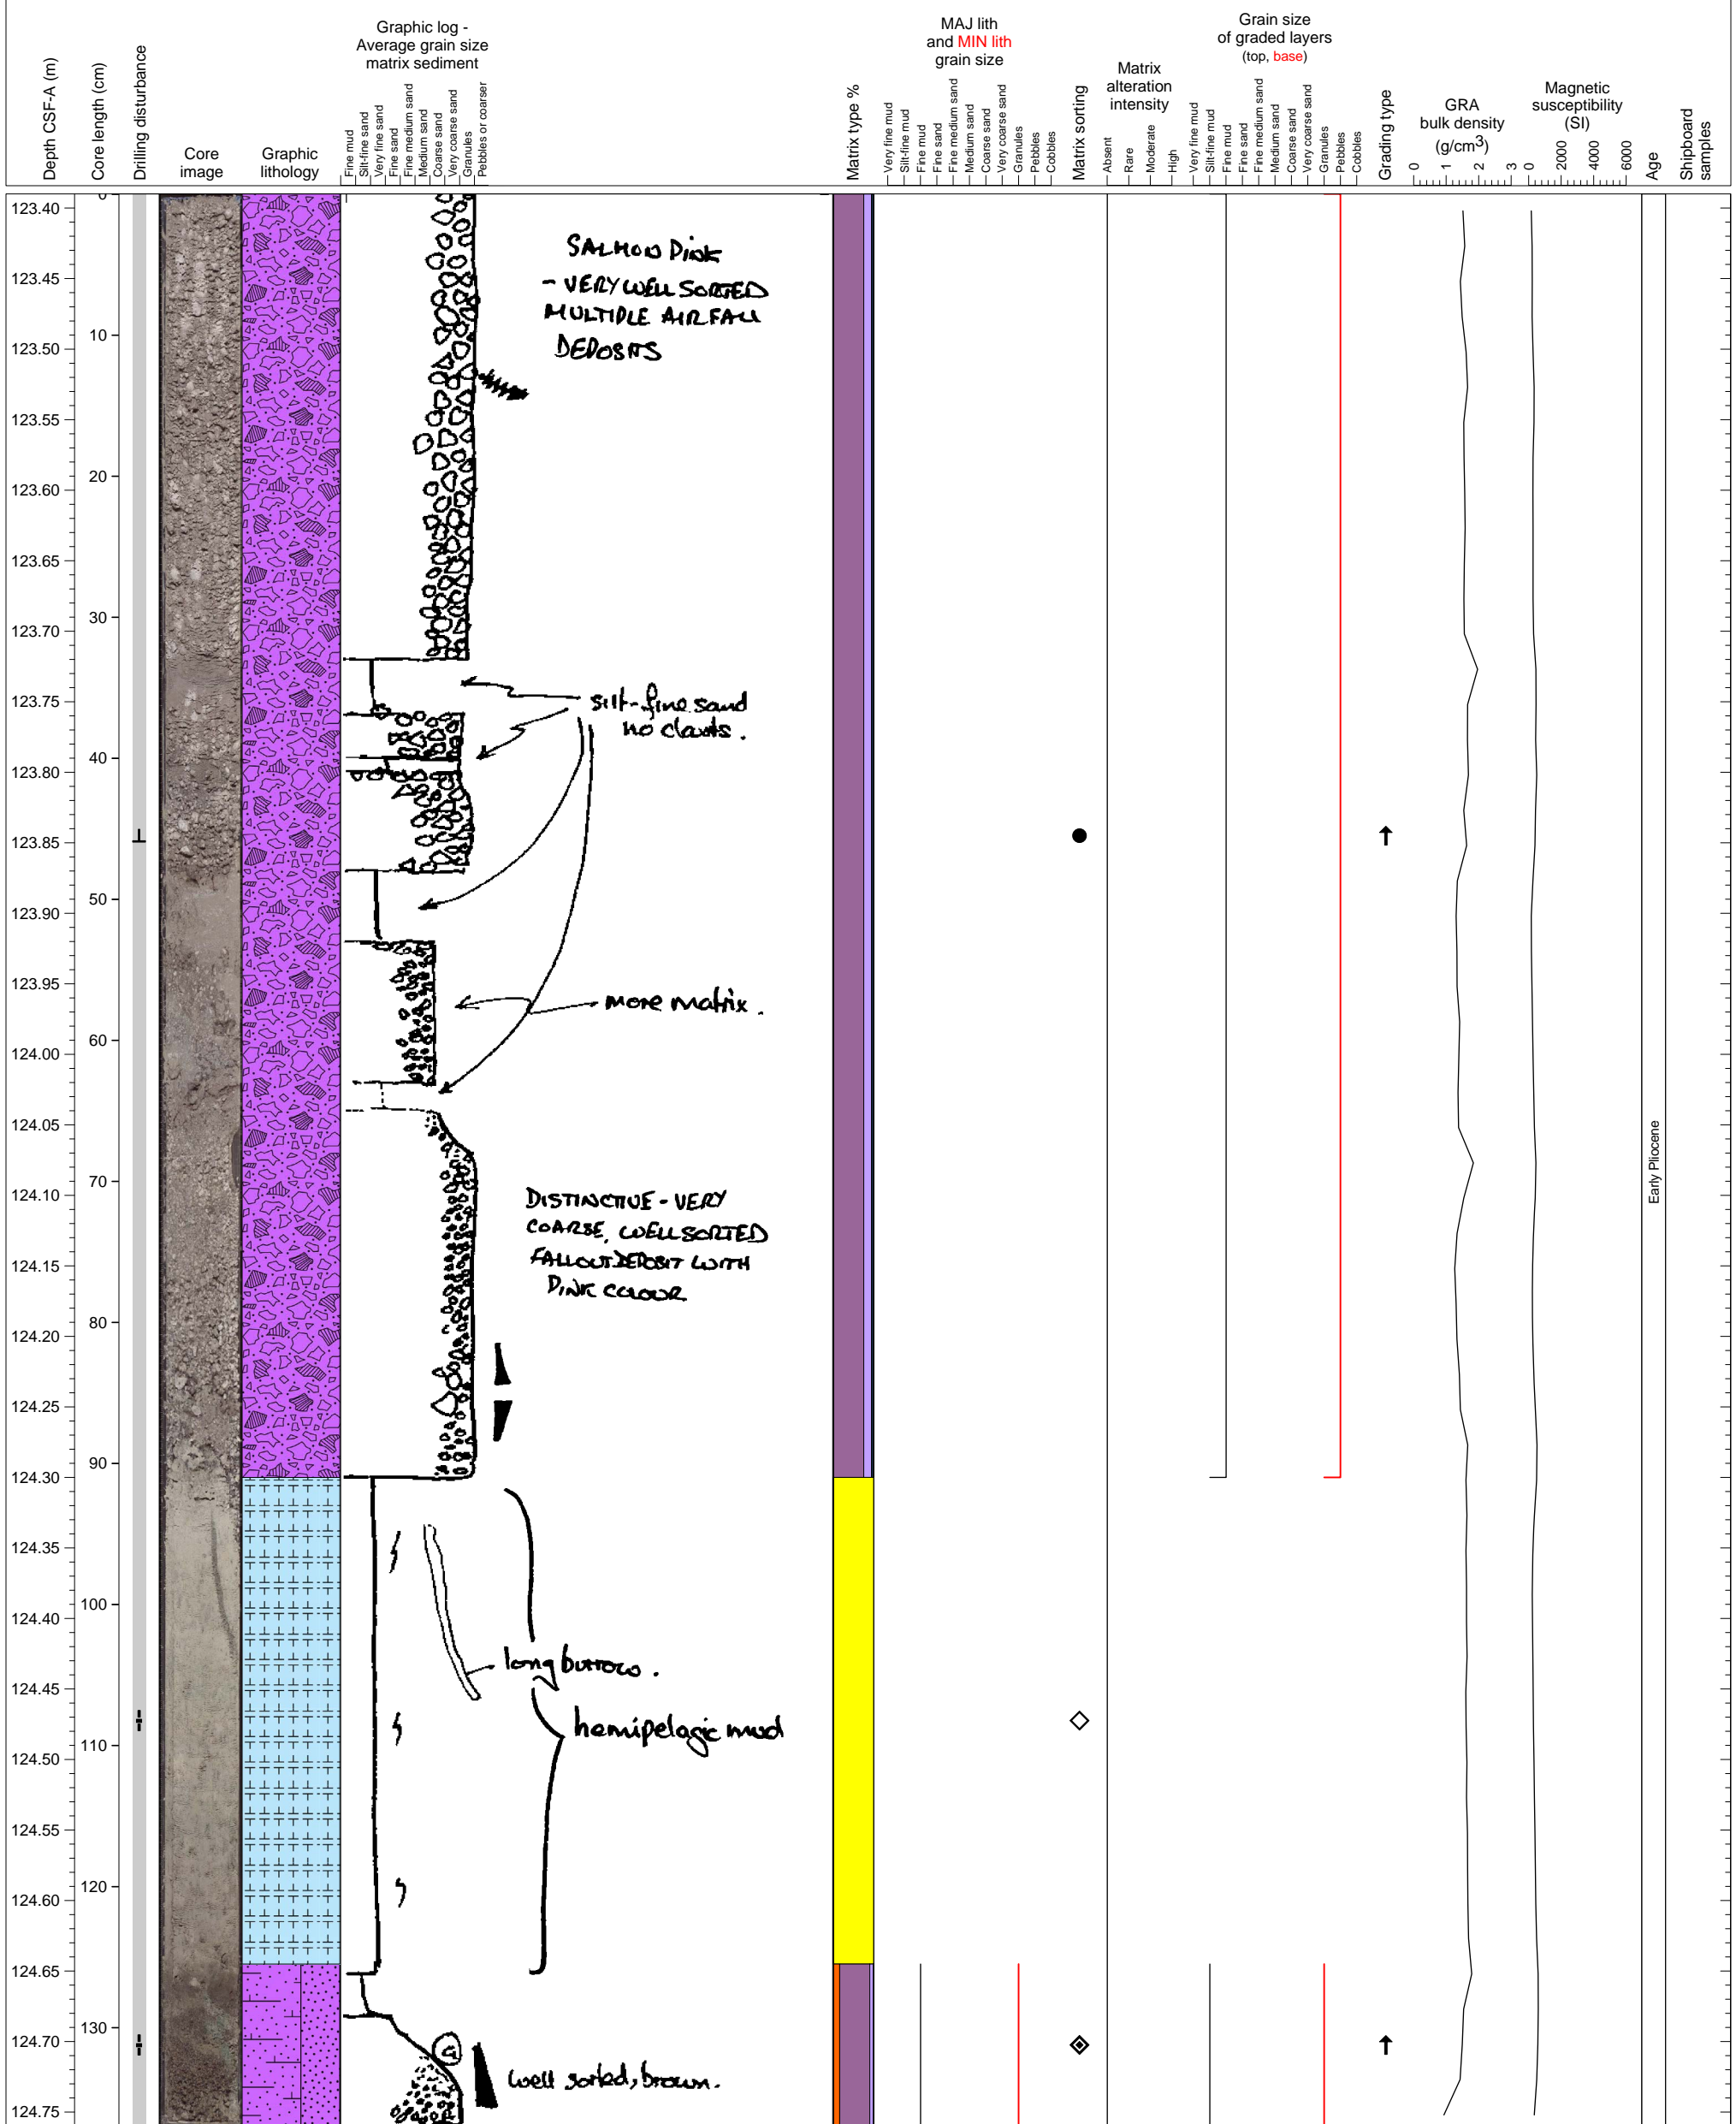 Depth CSF-A (m)
Core length (cm)
Drilling disturbance
Core
image
Graphic
lithology
Graphic log -
Average grain size
matrix sediment
Fine mud
Silt-fine sand
Very fine sand
Fine sand
Fine medium sand
Medium sand
Coarse sand
Very coarse sand
Granules
Pebbles or coarser
Matrix type %
MAJ lith
and MIN lith
grain size
Very fine mud
Silt-fine mud
Fine mud
Fine sand
Fine medium sand
Medium sand
Coarse sand
Very coarse sand
Granules
Pebbles
Cobbles
Matrix sorting
Matrix
alteration
intensity
Absent
Rare
Moderate
High
Grain size
of graded layers
(top, base)
Very fine mud
Silt-fine mud
Fine mud
Fine sand
Fine medium sand
Medium sand
Coarse sand
Very coarse sand
Granules
Pebbles
Cobbles
Grading type
GRA
bulk density
(g/cm3)
0 1 2 3
Magnetic
susceptibility
(SI)
0 2000 4000 6000
Age
Shipboard
samples
123.40
123.45
123.50
123.55
123.60
123.65
123.70
123.75
123.80
123.85
123.90
123.95
124.00
124.05
124.10
124.15
124.20
124.25
124.30
124.35
124.40
124.45
124.50
124.55
124.60
124.65
124.70
124.75
0
10
20
30
40
50
60
70
80
90
100
110
120
130
SALMON PINK
- VERY WELL SORTED
MULTIPLE AIRFALL
DEPOSITS
silt-fine sand
no clasts.
more matrix.
DISTINCTIVE - VERY
COARSE, WELL SORTED
FALLOUT DEPOSIT WITH
PINK COLOUR
long burrow.
hemipelagic mud
well sorted, brown.
Early Pliocene